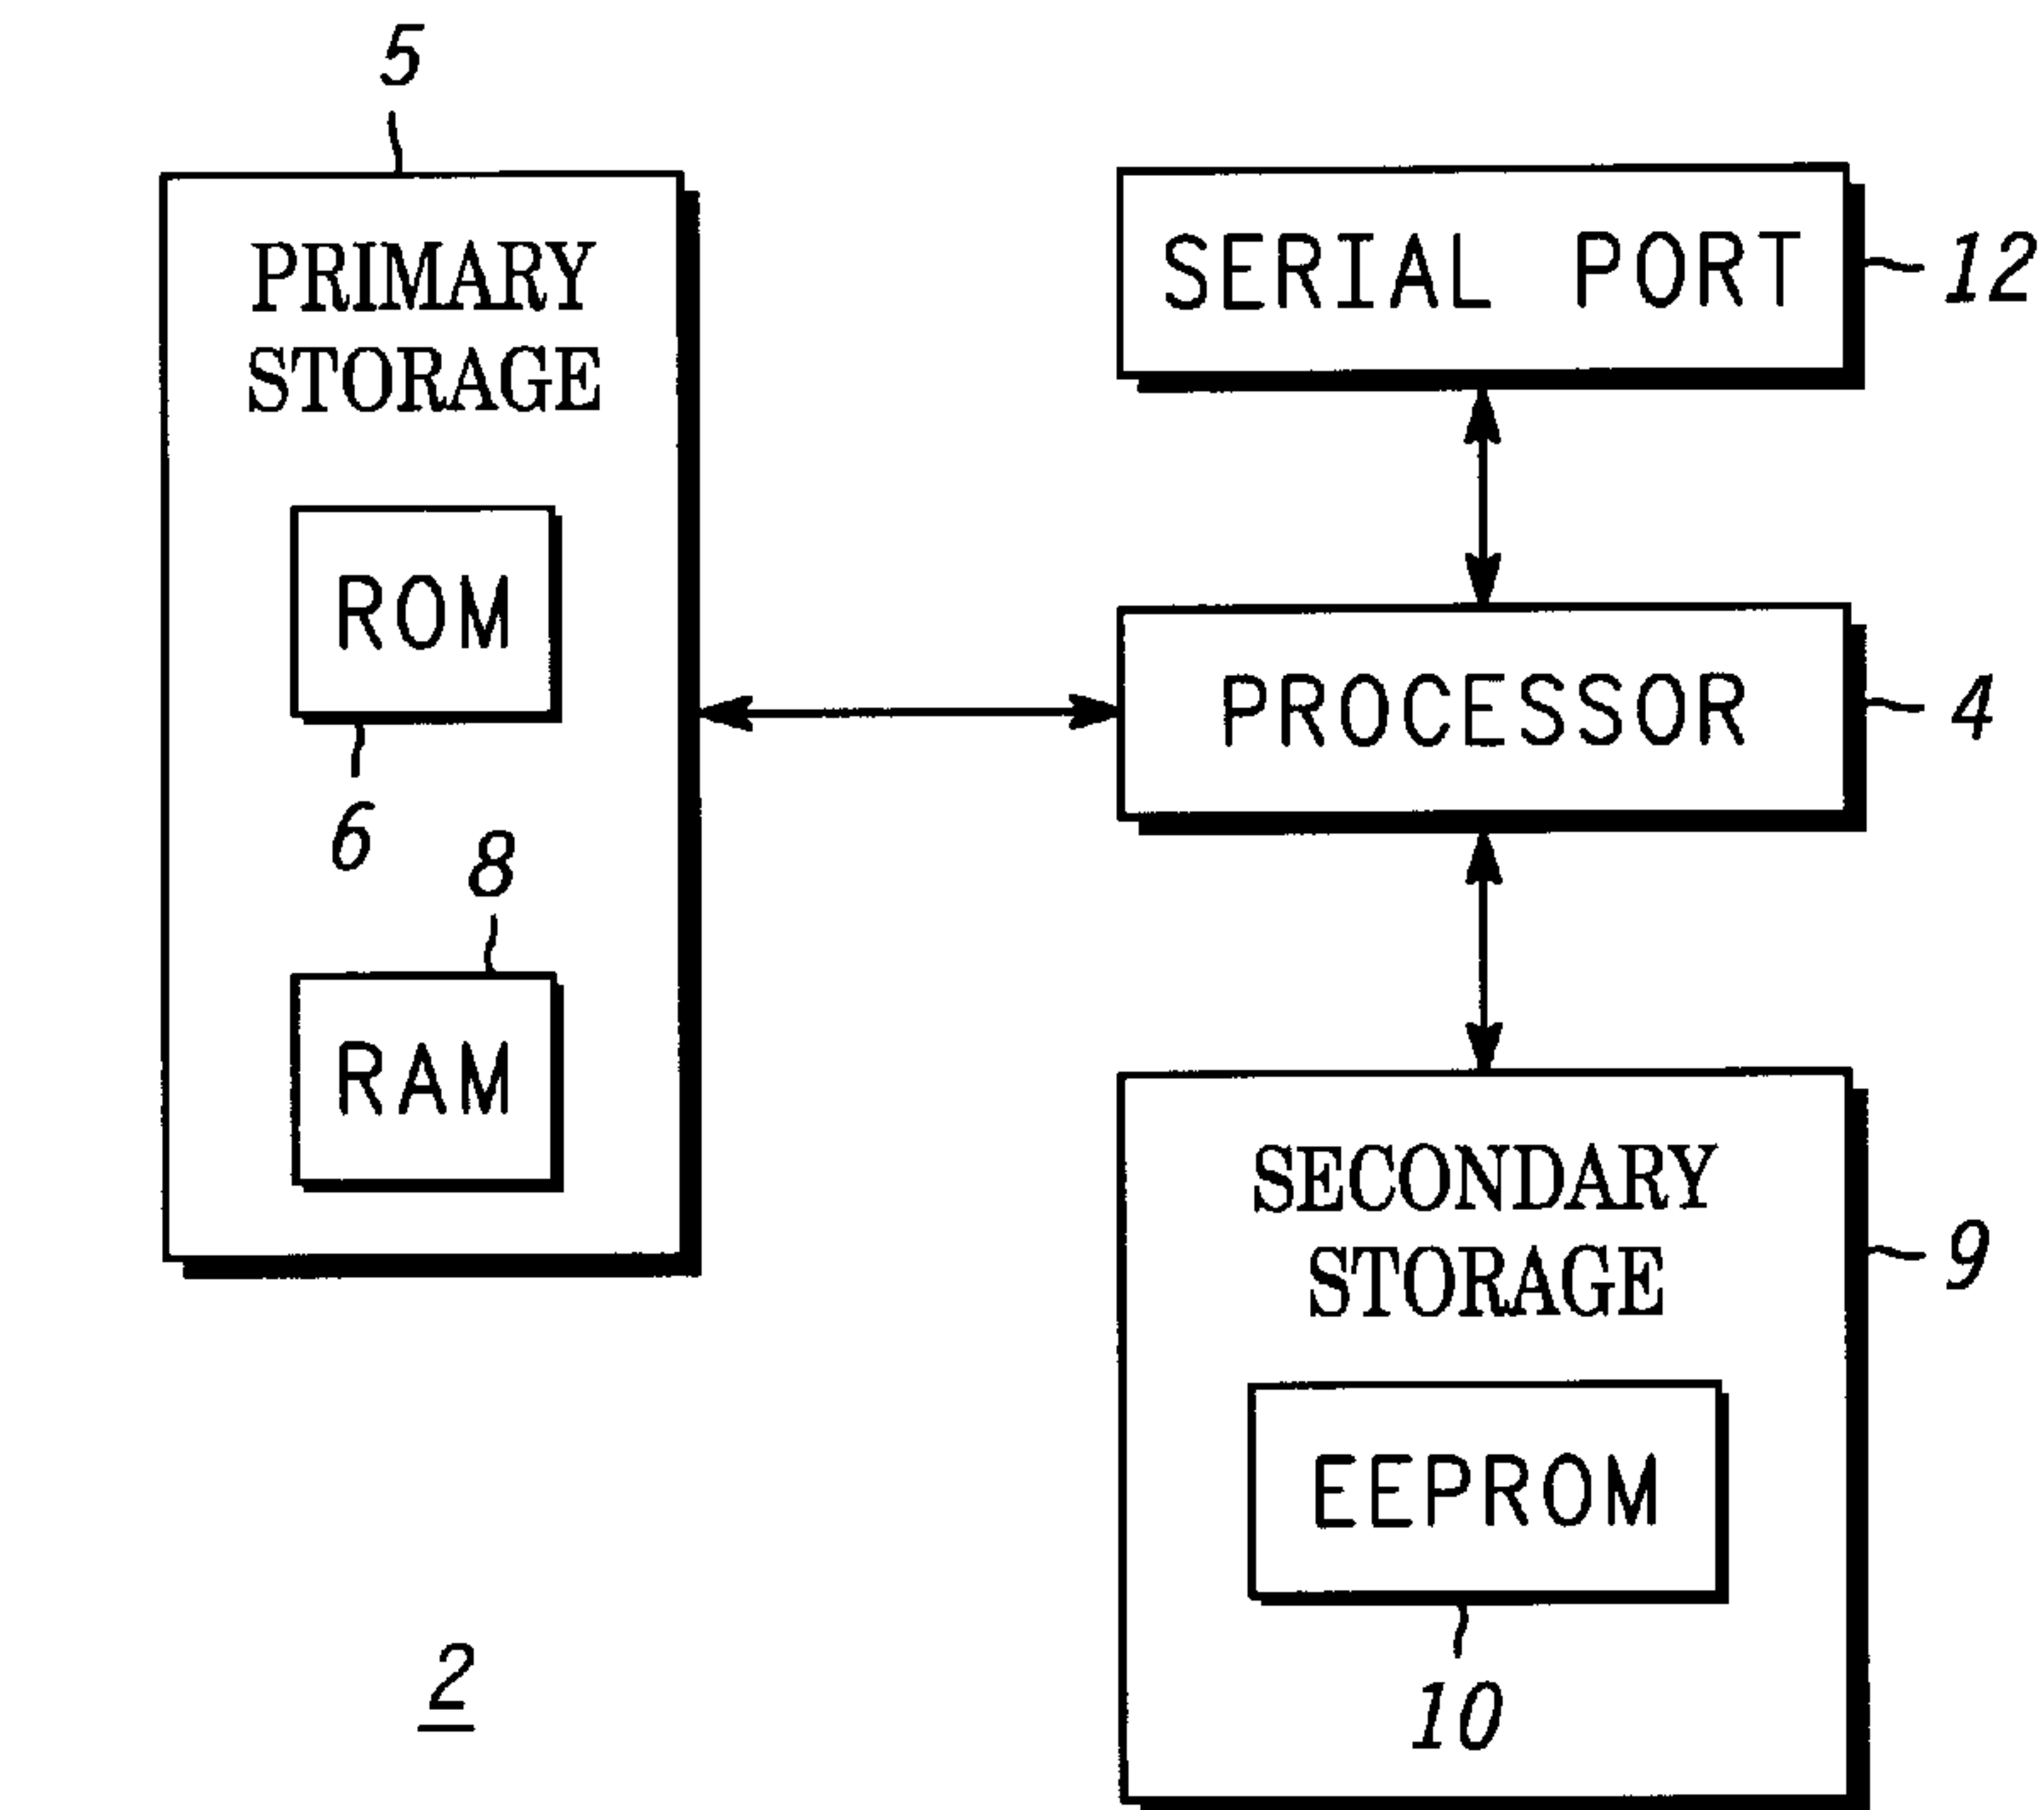 5
PRIMARY
STORAGE
ROM
6
8
RAM
2
SERIAL PORT
12
PROCESSOR
4
SECONDARY
STORAGE
9
EEPROM
10